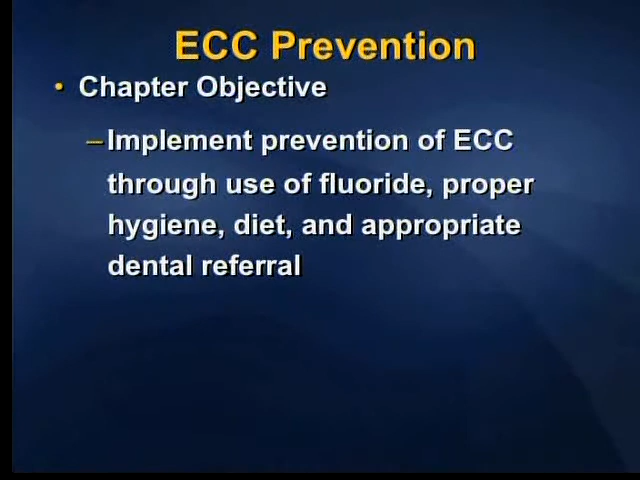 ECC Prevention
• Chapter Objective
–Implement prevention of ECC
through use of fluoride, proper
hygiene, diet, and appropriate
dental referral